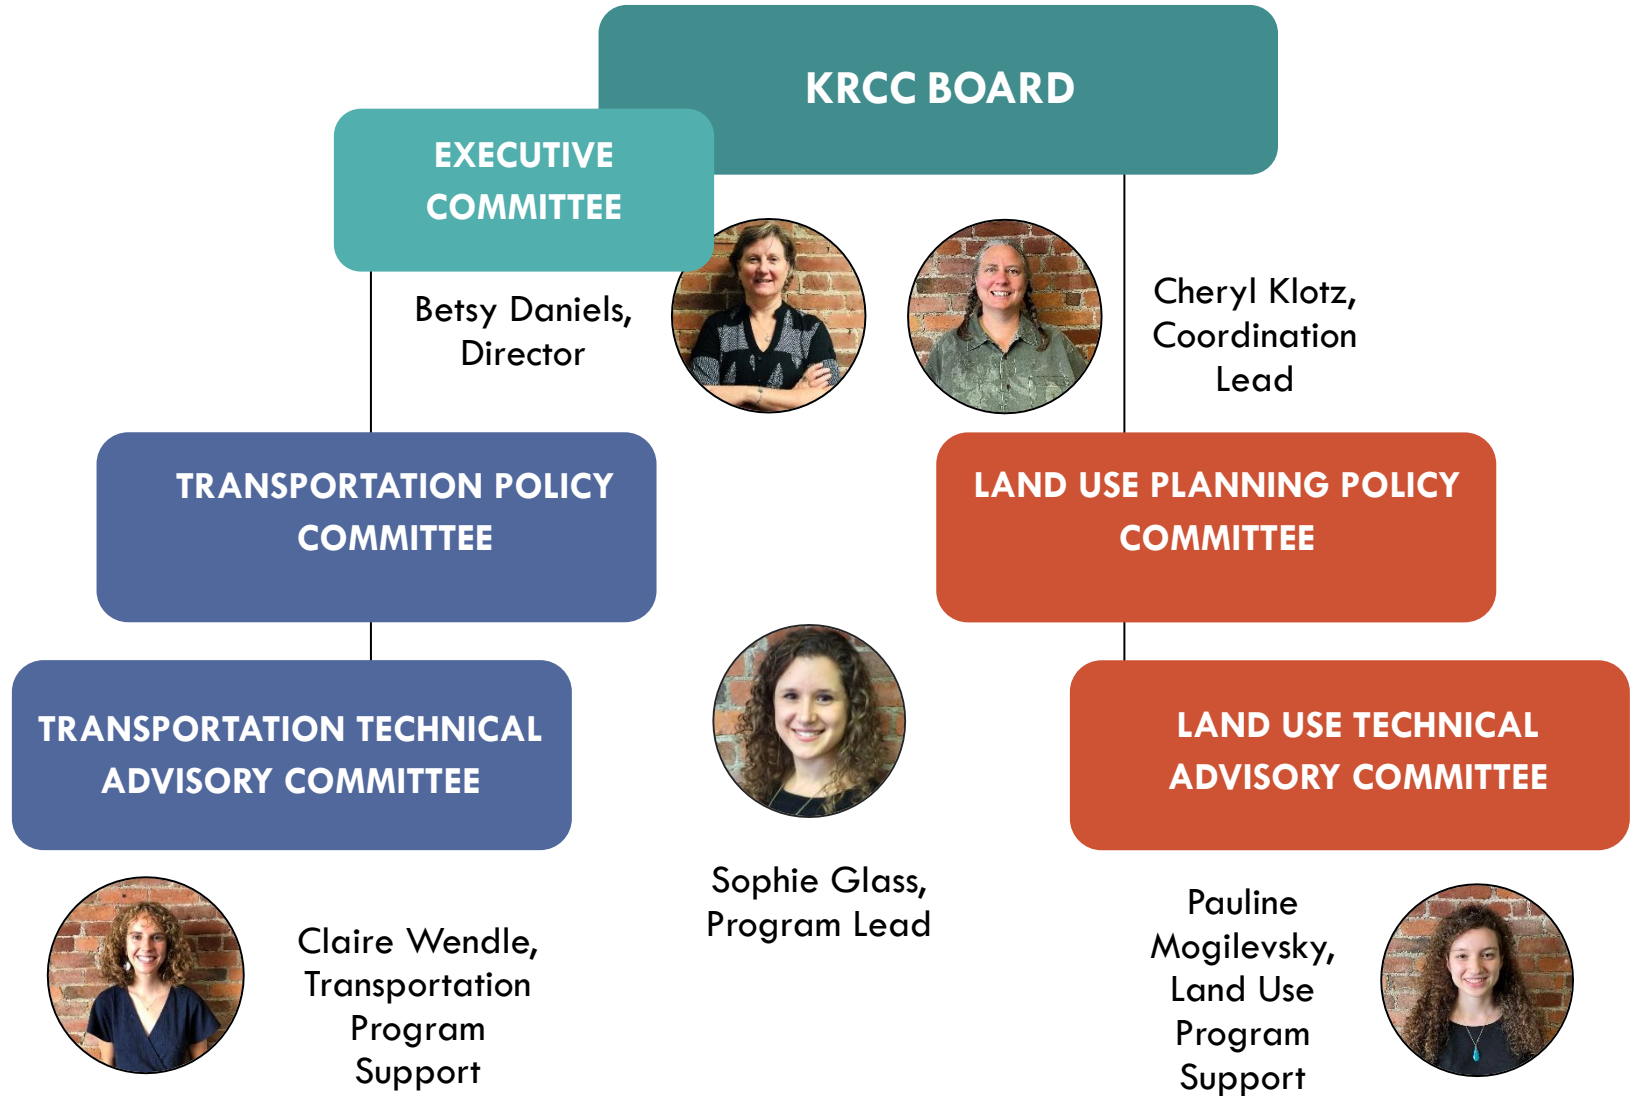 KRCC BOARD
EXECUTIVE
COMMITTEE
Betsy Daniels,
Director
Cheryl Klotz,
Coordination
Lead
TRANSPORTATION POLICY
COMMITTEE
LAND USE PLANNING POLICY
COMMITTEE
TRANSPORTATION TECHNICAL
ADVISORY COMMITTEE
LAND USE TECHNICAL
ADVISORY COMMITTEE
Sophie Glass,
Program Lead
Claire Wendle,
Transportation
Program
Support
Pauline
Mogilevsky,
Land Use
Program
Support